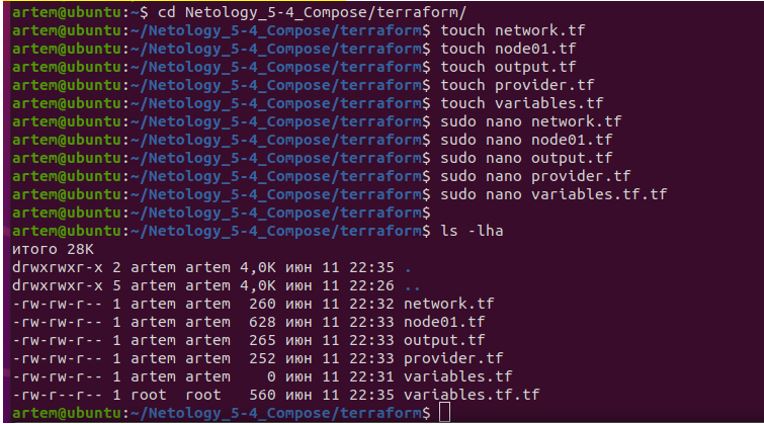 artem@ubuntu:~$ cd Netology_5-4_Compose/terraform/
artem@ubuntu:~/Netology_5-4_Compose/terraform$ touch network.tf
artem@ubuntu:~/Netology_5-4_Compose/terraform$ touch node01.tf
artem@ubuntu:~/Netology_5-4_Compose/terraform$ touch output.tf
artem@ubuntu:~/Netology_5-4_Compose/terraform$ touch provider.tf
artem@ubuntu:~/Netology_5-4_Compose/terraform$ touch variables.tf
artem@ubuntu:~/Netology_5-4_Compose/terraform$ sudo nano network.tf
artem@ubuntu:~/Netology_5-4_Compose/terraform$ sudo nano node01.tf
artem@ubuntu:~/Netology_5-4_Compose/terraform$ sudo nano output.tf
artem@ubuntu:~/Netology_5-4_Compose/terraform$ sudo nano provider.tf
artem@ubuntu:~/Netology_5-4_Compose/terraform$ sudo nano variables.tf.tf
artem@ubuntu:~/Netology_5-4_Compose/terraform$
artem@ubuntu:~/Netology_5-4_Compose/terraform$ ls -lha
итого 28K
drwxrwxr-x 2 artem artem 4,0K июн 11 22:35 .
drwxrwxr-x 5 artem artem 4,0K июн 11 22:26 ..
-rw-rw-r-- 1 artem artem  260 июн 11 22:32 network.tf
-rw-rw-r-- 1 artem artem  628 июн 11 22:33 node01.tf
-rw-rw-r-- 1 artem artem  265 июн 11 22:33 output.tf
-rw-rw-r-- 1 artem artem  252 июн 11 22:33 provider.tf
-rw-rw-r-- 1 artem artem    0 июн 11 22:31 variables.tf
-rw-r--r-- 1 root  root   560 июн 11 22:35 variables.tf.tf
artem@ubuntu:~/Netology_5-4_Compose/terraform$